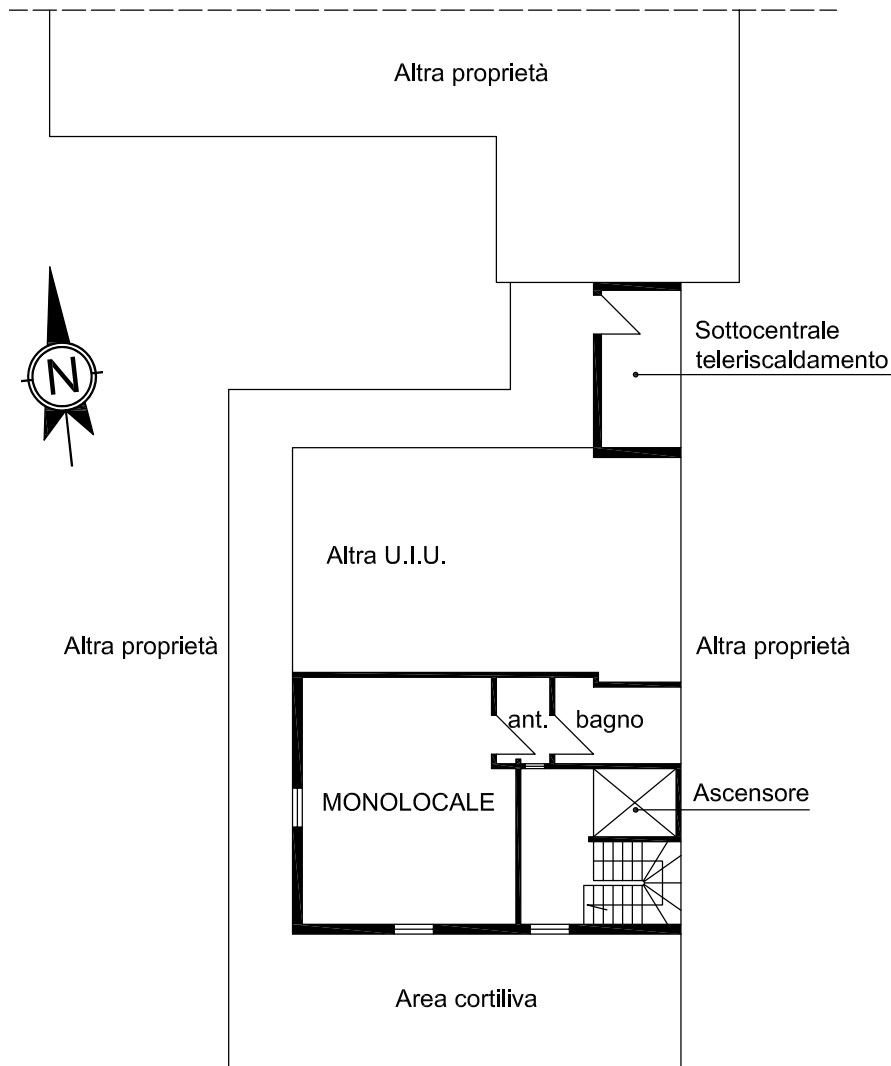 Altra proprietà
Sottocentrale
teleriscaldamento
N
Altra U.I.U.
Altra proprietà
Altra proprietà
ant.
bagno
MONOLOCALE
Ascensore
Area cortiliva